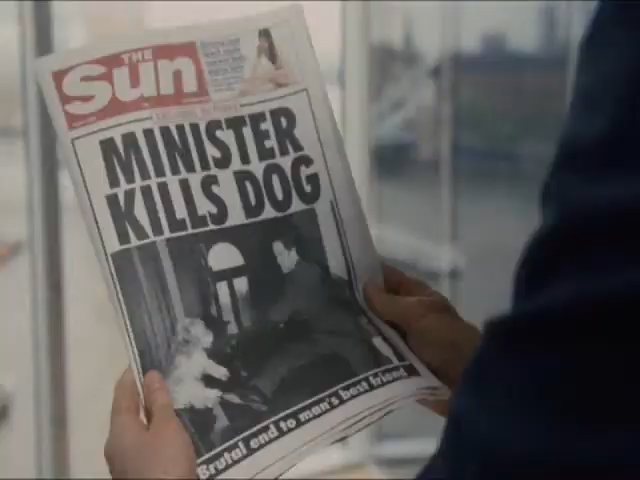 THE
Sun
MINISTER
KILLS DOG
Brutal end to man's best friend